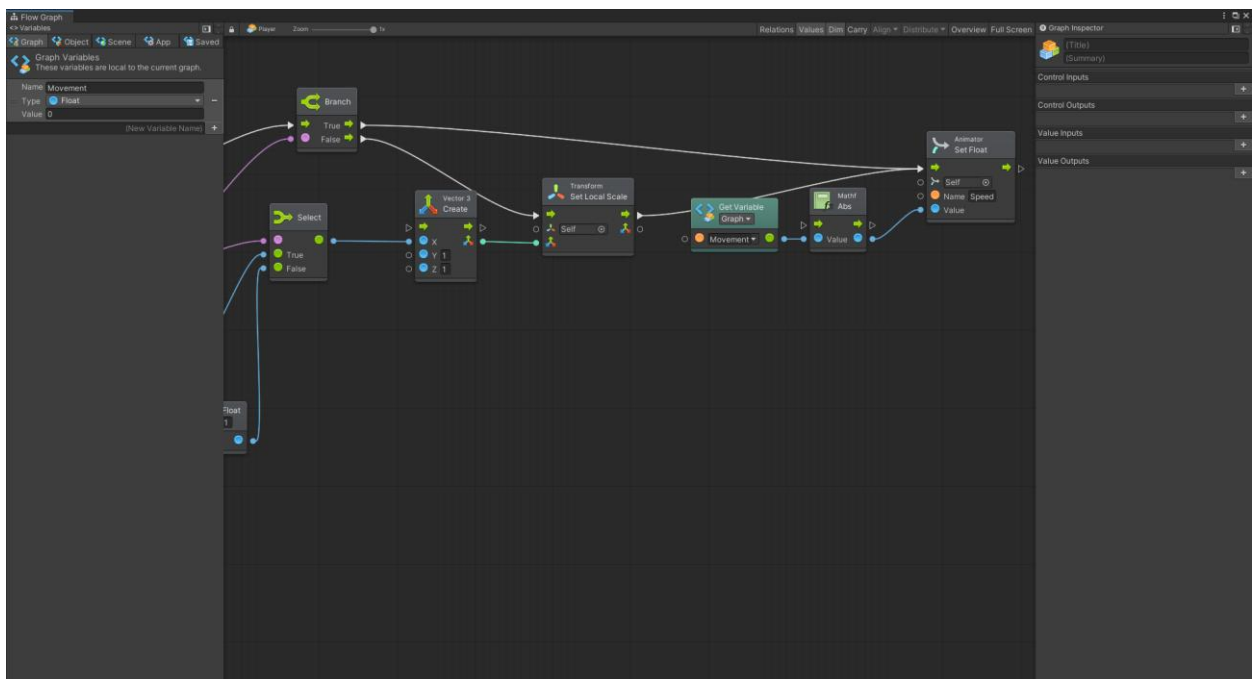 Flow Graph
<> Variables
Graph Object Scene App Saved
Graph Variables
These variables are local to the current graph.
Name Movement
Type Float
Value 0
(New Variable Name)
Player Zoom 1x
Relations Values Dim Carry Align Distribute Overview Full Screen
Branch
True
False
Select
True
False
Float
1
Vector 3
Create
X
Y 1
Z 1
Transform
Set Local Scale
Self
Get Variable
Graph
Movement
Mathf
Abs
Value
Animator
Set Float
Self
Name Speed
Value
Graph Inspector
(Title)
(Summary)
Control Inputs
Control Outputs
Value Inputs
Value Outputs